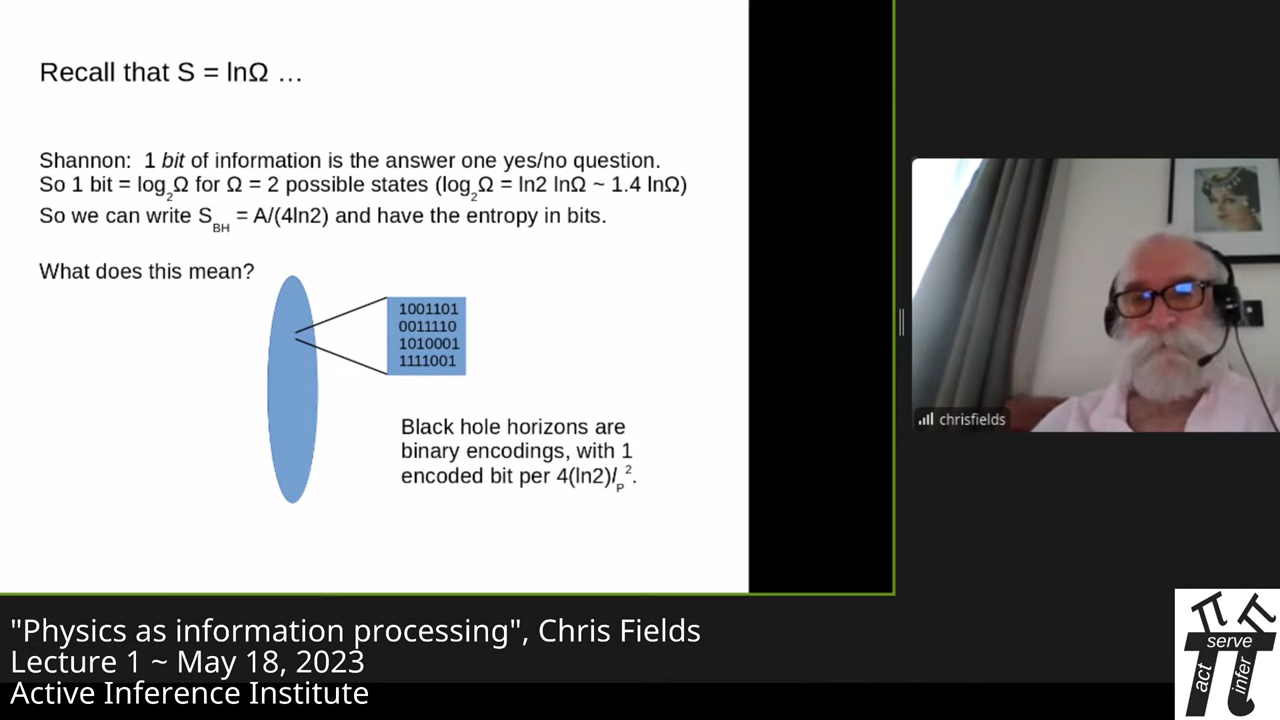 Recall that S = lnΩ …
Shannon: 1 bit of information is the answer one yes/no question.
So 1 bit = log₂Ω for Ω = 2 possible states (log₂Ω = ln2 lnΩ ~ 1.4 lnΩ)
So we can write S_BH = A/(4ln2) and have the entropy in bits.
What does this mean?
1001101
0011110
1010001
1111001
Black hole horizons are
binary encodings, with 1
encoded bit per 4(ln2)l_P².
chrisfields
"Physics as information processing", Chris Fields
Lecture 1 ~ May 18, 2023
Active Inference Institute
π π
serve
act
infer